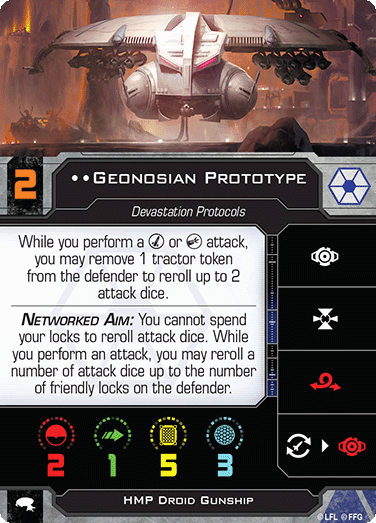 2
••Geonosian Prototype
Devastation Protocols
While you perform a or attack,
you may remove 1 tractor token
from the defender to reroll up to 2
attack dice.
Networked Aim: You cannot spend
your locks to reroll attack dice. While
you perform an attack, you may reroll a
number of attack dice up to the number
of friendly locks on the defender.
2 1 5 3
HMP Droid Gunship
© LFL © FFG